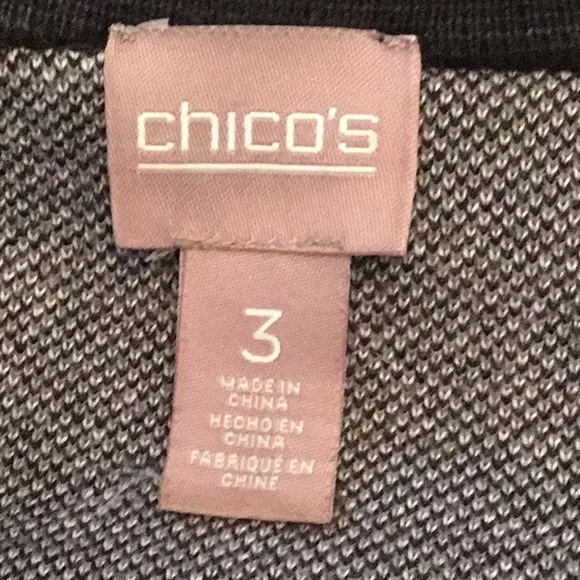 chico's
3
MADE IN
CHINA
HECHO EN
CHINA
FABRIQUÉ EN
CHINE